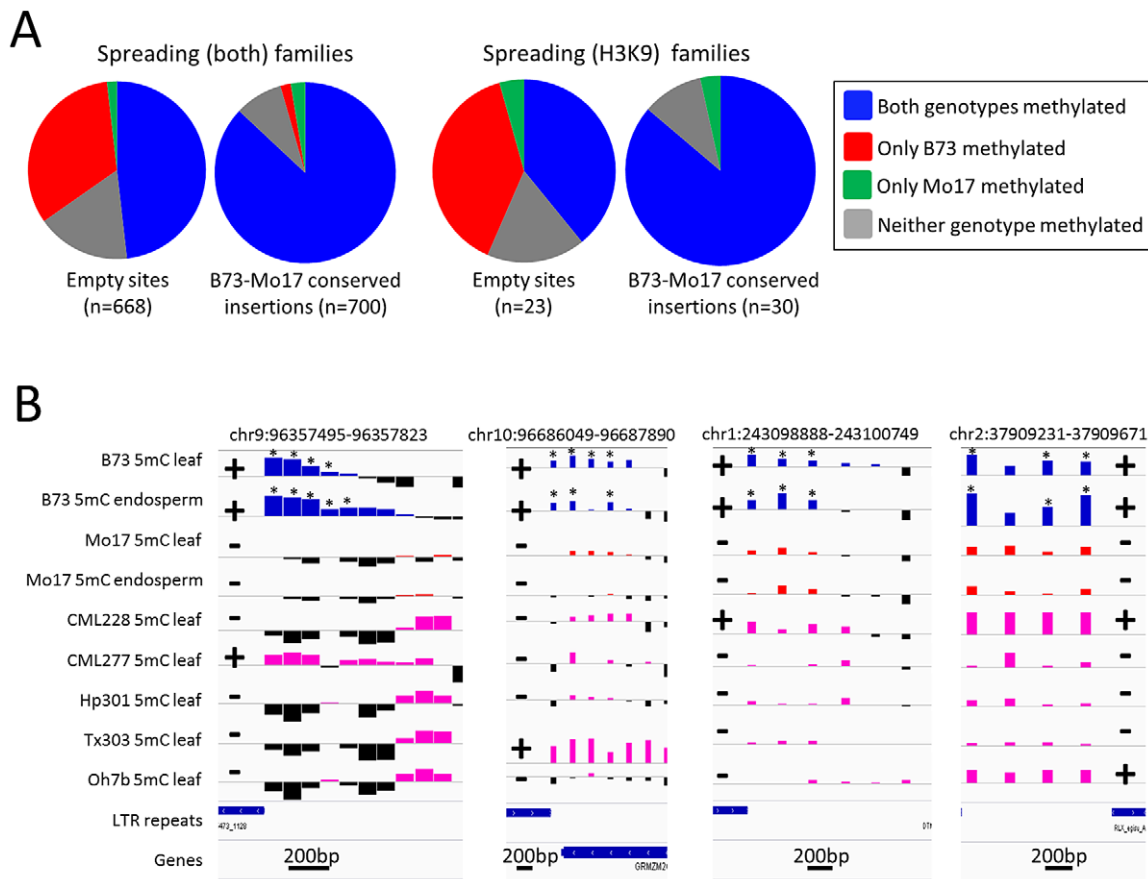 A
Spreading (both) families
Spreading (H3K9) families
Both genotypes methylated
Only B73 methylated
Only Mo17 methylated
Neither genotype methylated
Empty sites
(n=668)
B73-Mo17 conserved
insertions (n=700)
Empty sites
(n=23)
B73-Mo17 conserved
insertions (n=30)
B
chr9:96357495-96357823
chr10:96686049-96687890
chr1:243098888-243100749
chr2:37909231-37909671
B73 5mC leaf
B73 5mC endosperm
Mo17 5mC leaf
Mo17 5mC endosperm
CML228 5mC leaf
CML277 5mC leaf
Hp301 5mC leaf
Tx303 5mC leaf
Oh7b 5mC leaf
LTR repeats
Genes
200bp
200bp
200bp
200bp